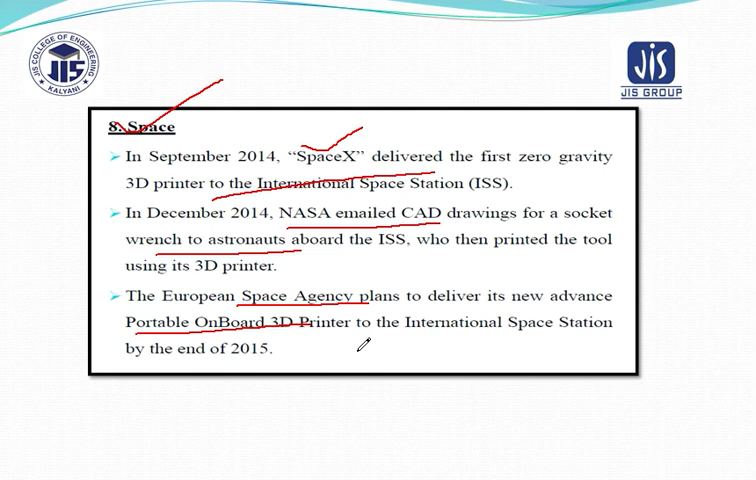 JIS COLLEGE OF ENGINEERING
JIS
KALYANI
JIS
JIS GROUP
8. Space
➢ In September 2014, “SpaceX” delivered the first zero gravity
3D printer to the International Space Station (ISS).
➢ In December 2014, NASA emailed CAD drawings for a socket
wrench to astronauts aboard the ISS, who then printed the tool
using its 3D printer.
➢ The European Space Agency plans to deliver its new advance
Portable OnBoard 3D Printer to the International Space Station
by the end of 2015.